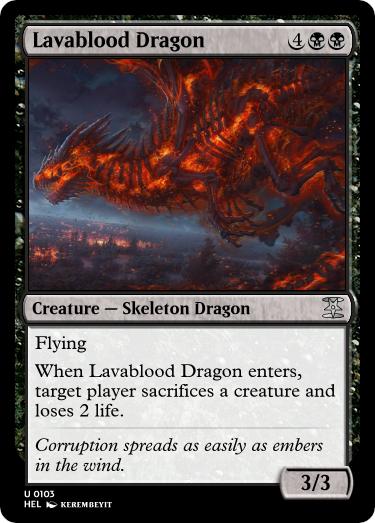 Lavablood Dragon 4
Creature — Skeleton Dragon
Flying
When Lavablood Dragon enters,
target player sacrifices a creature and
loses 2 life.
Corruption spreads as easily as embers
in the wind.
3/3
U 0103
HEL KEREMBEYIT